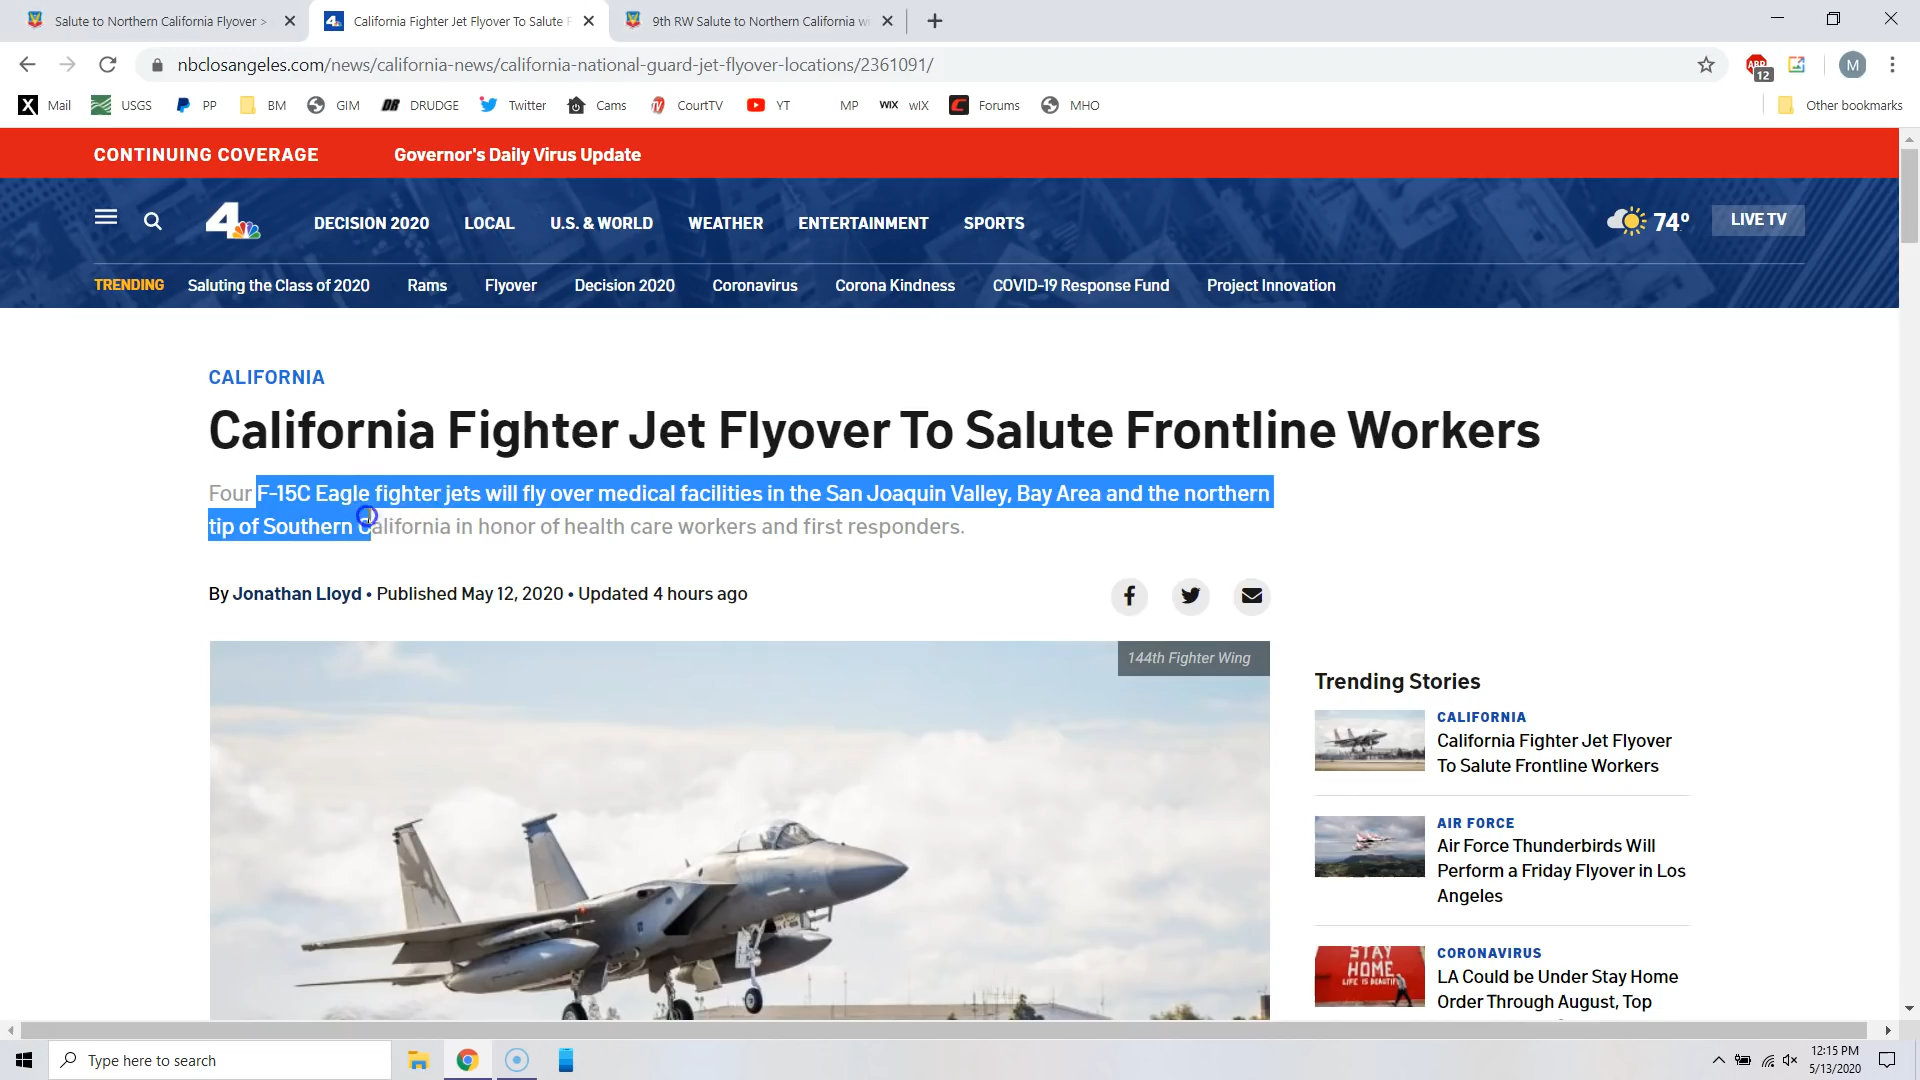 Salute to Northern California Flyover >
California Fighter Jet Flyover To Salute F
9th RW Salute to Northern California wi
nbclosangeles.com/news/california-news/california-national-guard-jet-flyover-locations/2361091/
ABP 12
M
X Mail USGS PP BM GIM DR DRUDGE Twitter Cams CourtTV YT MP WIX wIX Forums MHO Other bookmarks
CONTINUING COVERAGE Governor's Daily Virus Update
4 DECISION 2020 LOCAL U.S. & WORLD WEATHER ENTERTAINMENT SPORTS 74° LIVE TV
TRENDING Saluting the Class of 2020 Rams Flyover Decision 2020 Coronavirus Corona Kindness COVID-19 Response Fund Project Innovation
CALIFORNIA
California Fighter Jet Flyover To Salute Frontline Workers
Four F-15C Eagle fighter jets will fly over medical facilities in the San Joaquin Valley, Bay Area and the northern
tip of Southern California in honor of health care workers and first responders.
By Jonathan Lloyd • Published May 12, 2020 • Updated 4 hours ago
144th Fighter Wing
Trending Stories
CALIFORNIA
California Fighter Jet Flyover
To Salute Frontline Workers
AIR FORCE
Air Force Thunderbirds Will
Perform a Friday Flyover in Los
Angeles
STAY
HOME
LIFE IS BEAUTIFUL
CORONAVIRUS
LA Could be Under Stay Home
Order Through August, Top
Type here to search
12:15 PM
5/13/2020